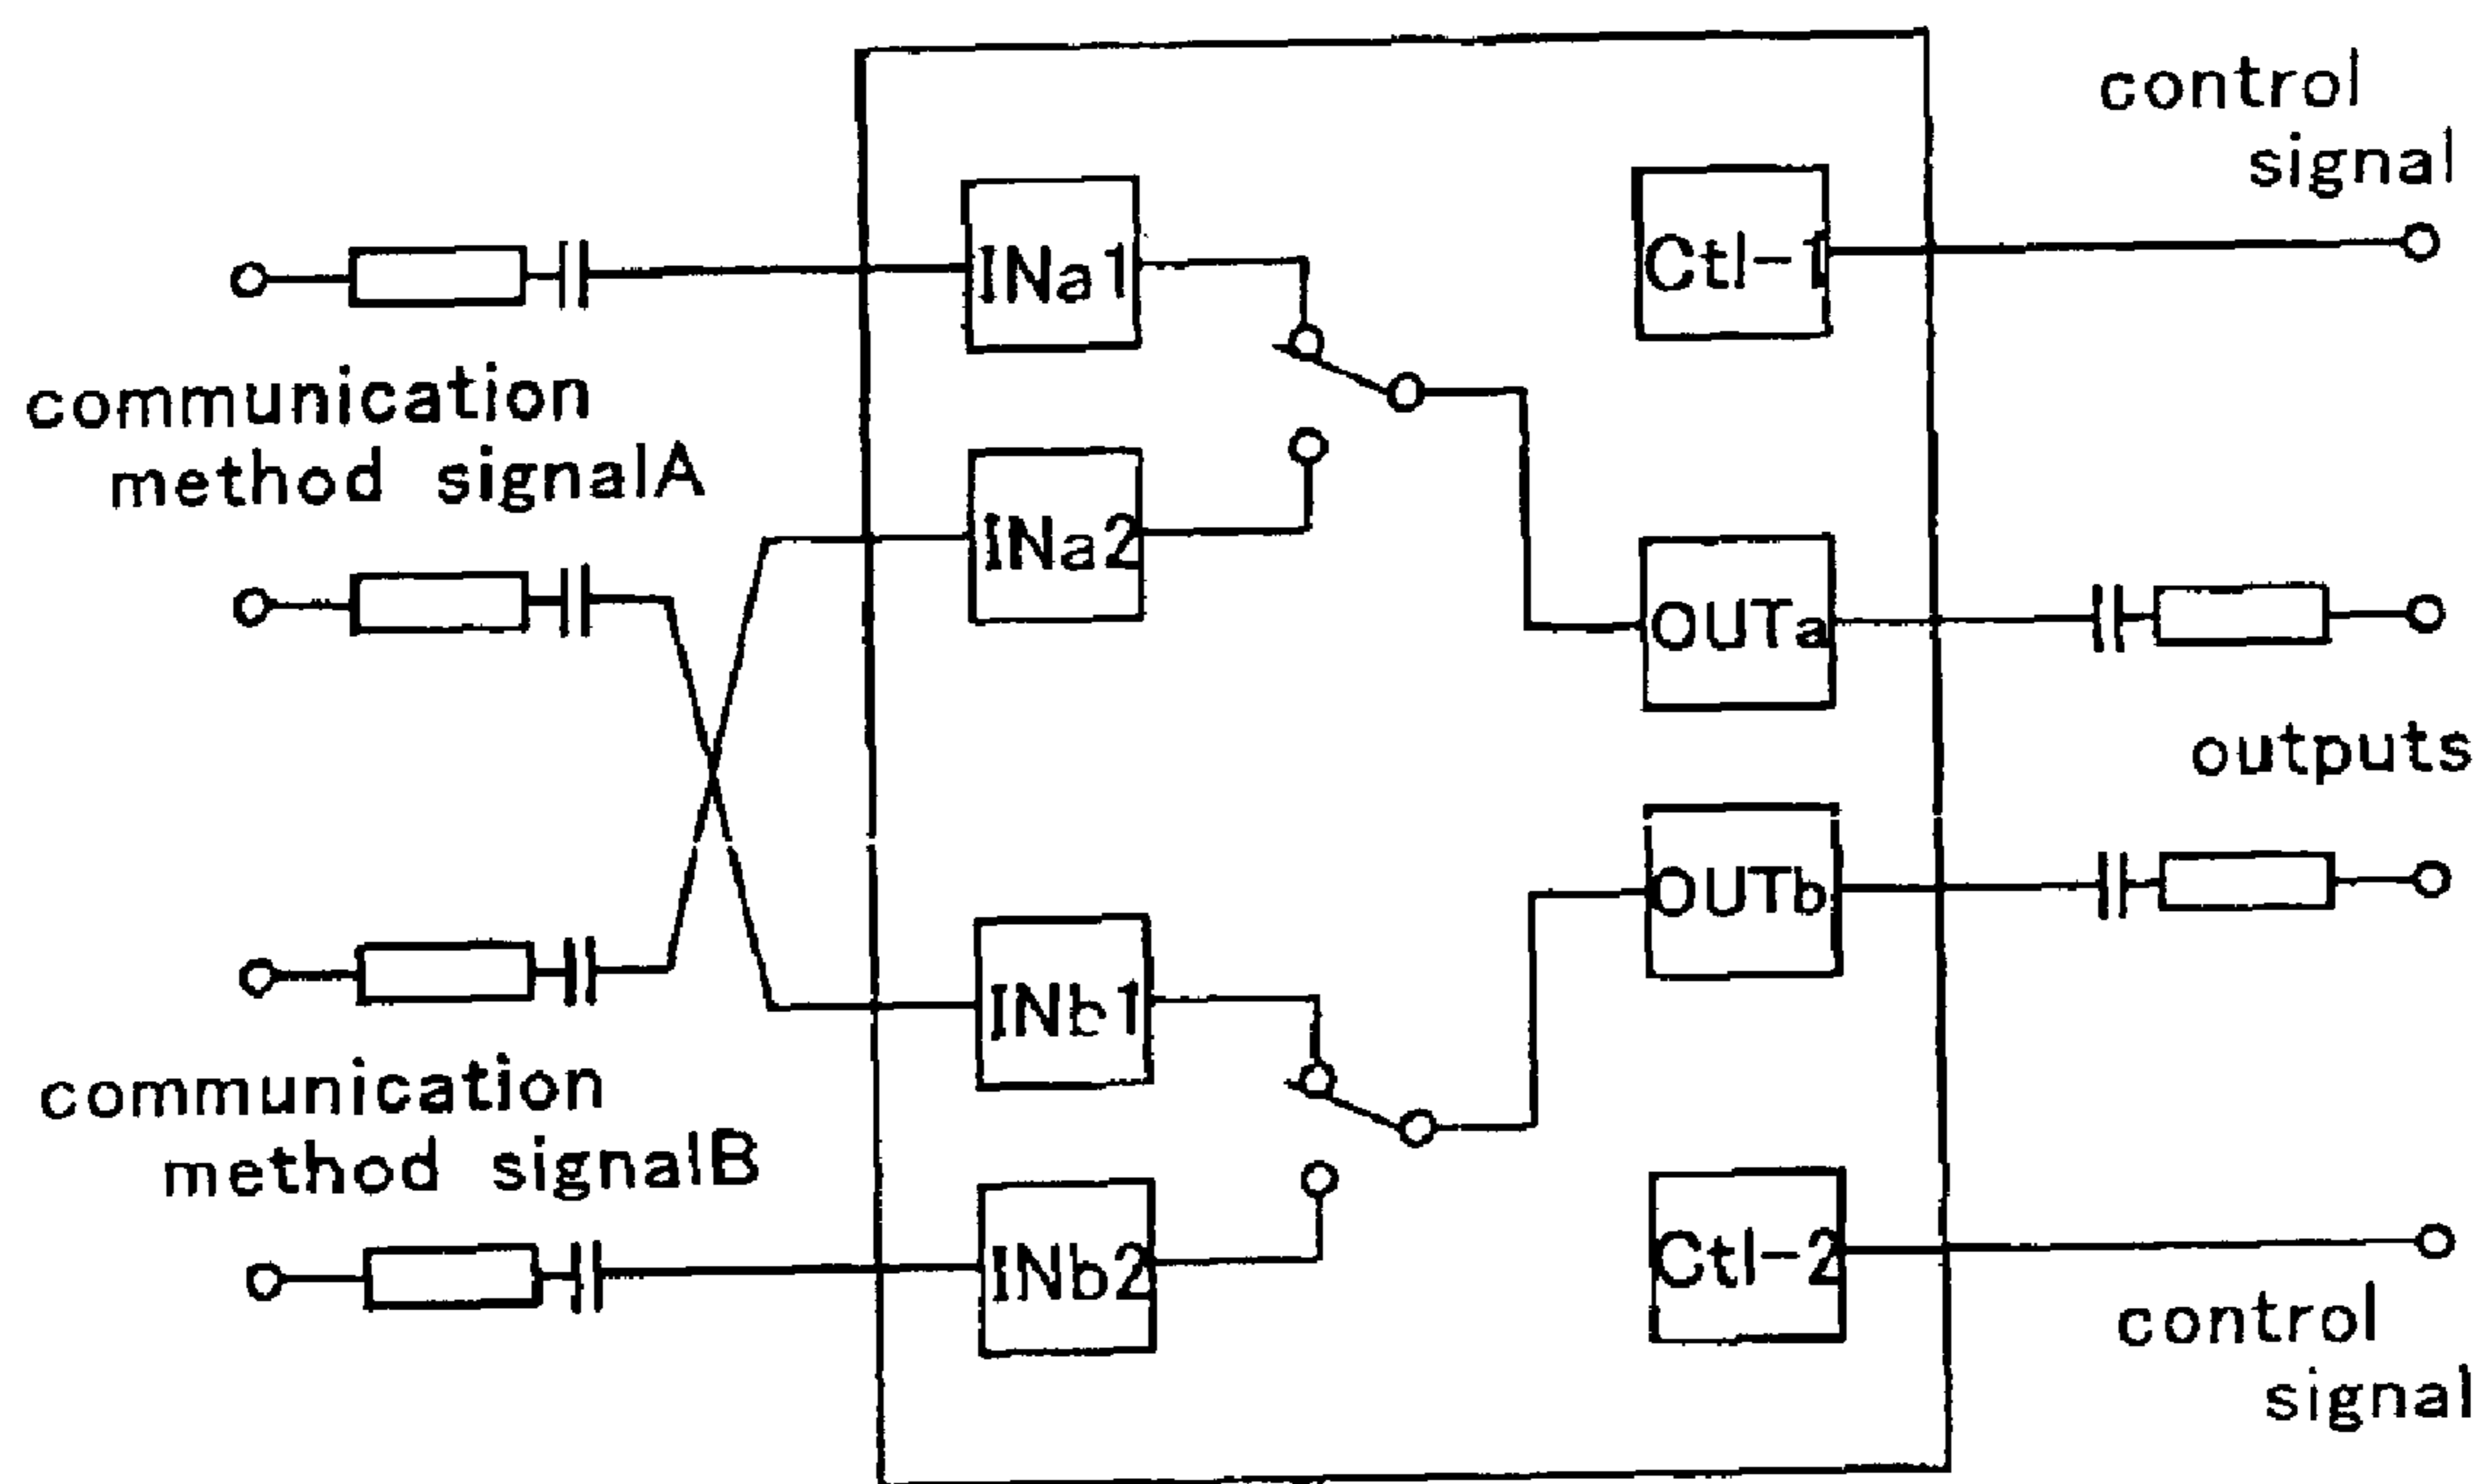 control
signal
INa1
Ctl-1
communication
method signalA
INa2
OUTa
outputs
OUTb
INb1
communication
method signalB
INb2
Ctl-2
control
signal